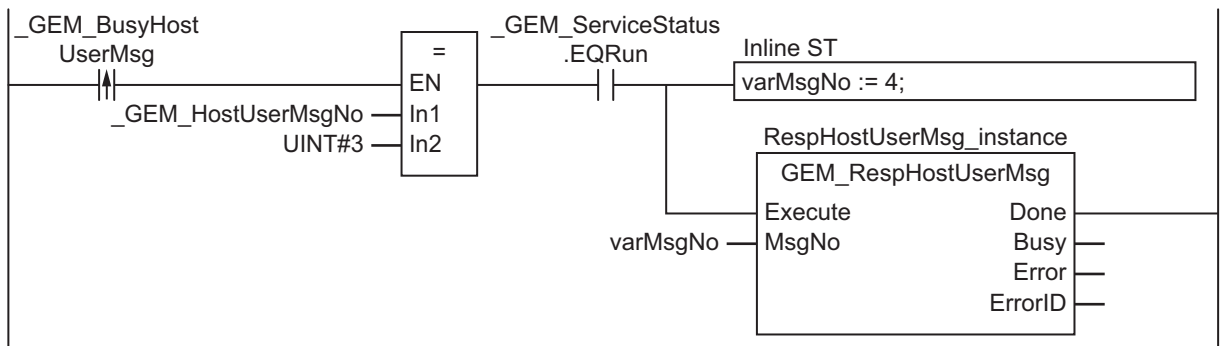 _GEM_BusyHost
UserMsg
=
EN
_GEM_HostUserMsgNo
In1
UINT#3
In2
_GEM_ServiceStatus
.EQRun
Inline ST
varMsgNo := 4;
RespHostUserMsg_instance
GEM_RespHostUserMsg
Execute Done
varMsgNo MsgNo Busy
Error
ErrorID